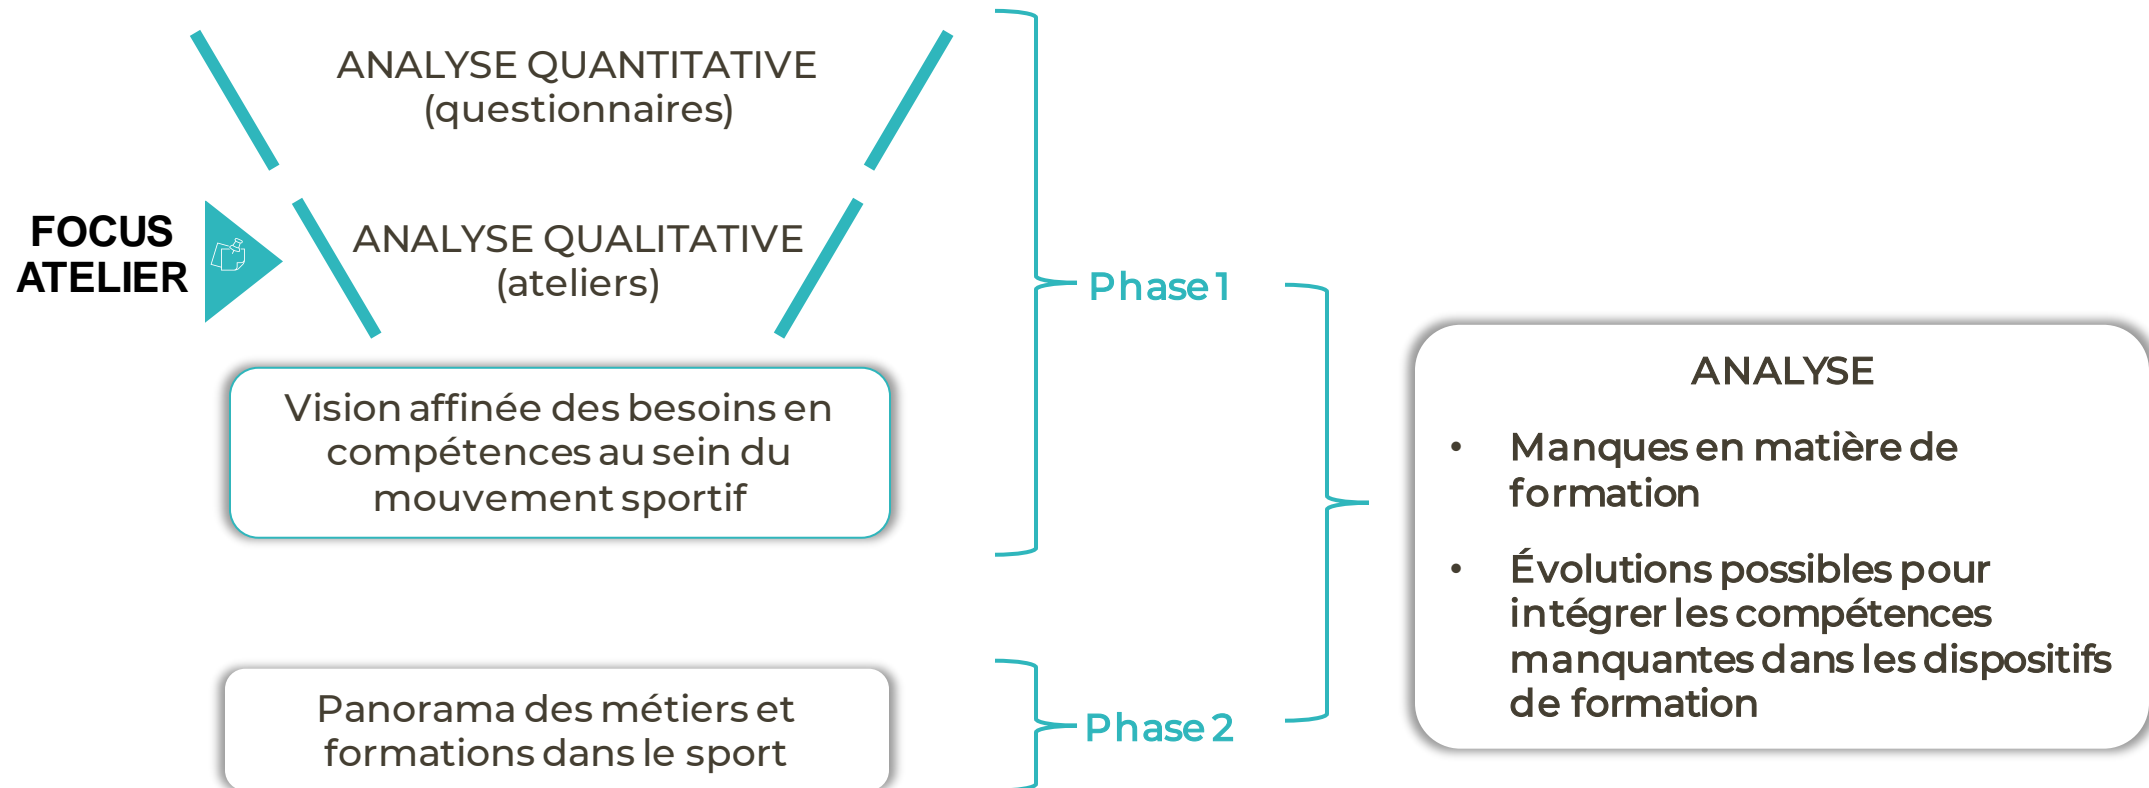 ANALYSE QUANTITATIVE
(questionnaires)
FOCUS
ATELIER
ANALYSE QUALITATIVE
(ateliers)
Vision affinée des besoins en
compétences au sein du
mouvement sportif
Phase 1
Panorama des métiers et
formations dans le sport
Phase 2
ANALYSE
• Manques en matière de
formation
• Évolutions possibles pour
intégrer les compétences
manquantes dans les dispositifs
de formation